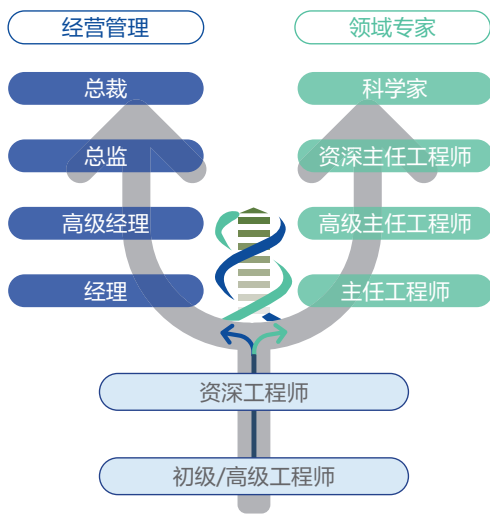 经营管理
领域专家
总裁
科学家
总监
资深主任工程师
高级经理
高级主任工程师
经理
主任工程师
资深工程师
初级/高级工程师